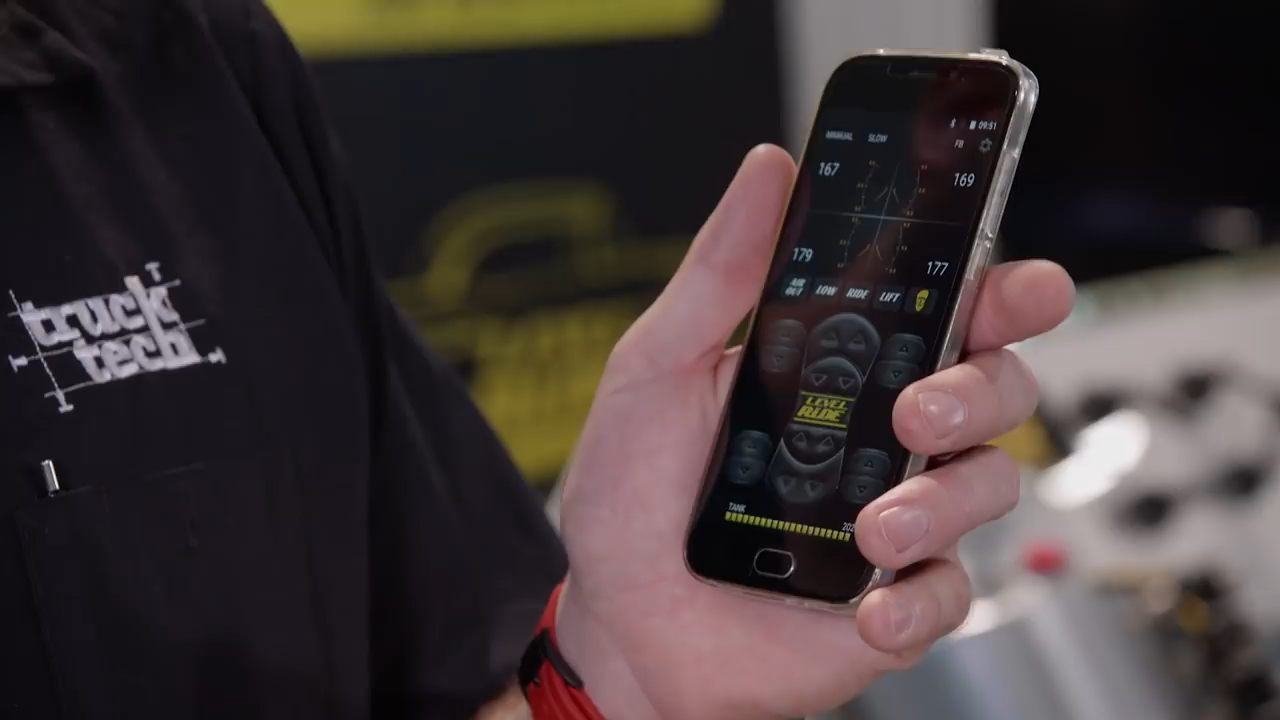 truck
tech
T
09:51
MANUAL SLOW FB
167 169
179 177
AIR OUT LOW RIDE LIFT
LEVEL
RIDE
TANK 202